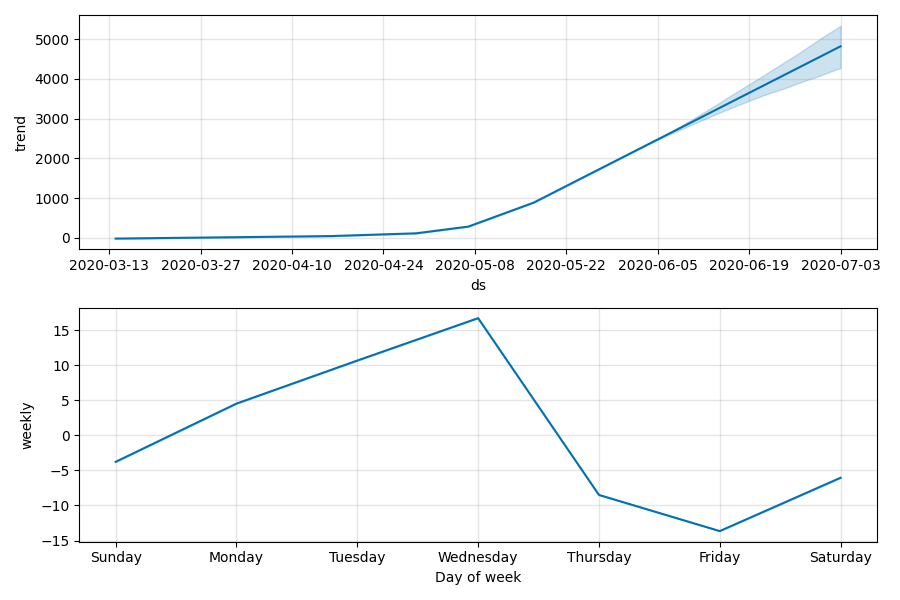 5000
4000
3000
2000
1000
0
trend
2020-03-13 2020-03-27 2020-04-10 2020-04-24 2020-05-08 2020-05-22 2020-06-05 2020-06-19 2020-07-03
ds
15
10
5
0
−5
−10
−15
weekly
Sunday Monday Tuesday Wednesday Thursday Friday Saturday
Day of week